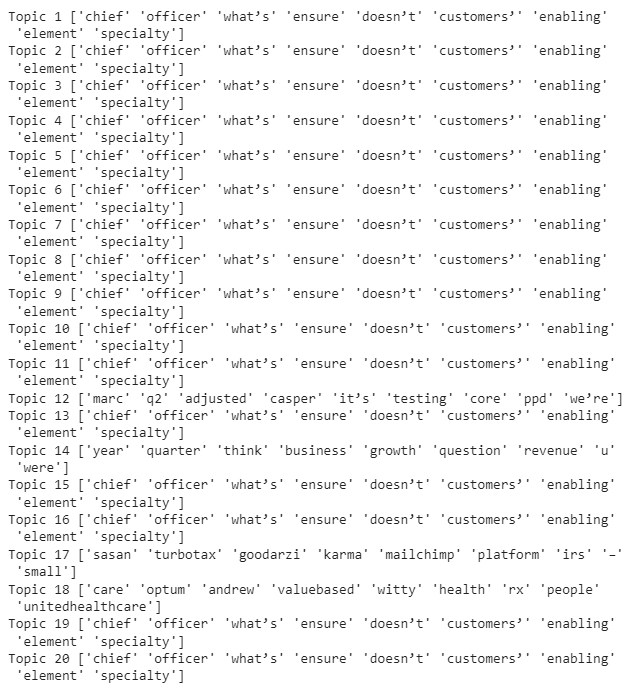 Topic 1 ['chief' 'officer' 'what’s' 'ensure' 'doesn’t' 'customers’' 'enabling'
 'element' 'specialty']
Topic 2 ['chief' 'officer' 'what’s' 'ensure' 'doesn’t' 'customers’' 'enabling'
 'element' 'specialty']
Topic 3 ['chief' 'officer' 'what’s' 'ensure' 'doesn’t' 'customers’' 'enabling'
 'element' 'specialty']
Topic 4 ['chief' 'officer' 'what’s' 'ensure' 'doesn’t' 'customers’' 'enabling'
 'element' 'specialty']
Topic 5 ['chief' 'officer' 'what’s' 'ensure' 'doesn’t' 'customers’' 'enabling'
 'element' 'specialty']
Topic 6 ['chief' 'officer' 'what’s' 'ensure' 'doesn’t' 'customers’' 'enabling'
 'element' 'specialty']
Topic 7 ['chief' 'officer' 'what’s' 'ensure' 'doesn’t' 'customers’' 'enabling'
 'element' 'specialty']
Topic 8 ['chief' 'officer' 'what’s' 'ensure' 'doesn’t' 'customers’' 'enabling'
 'element' 'specialty']
Topic 9 ['chief' 'officer' 'what’s' 'ensure' 'doesn’t' 'customers’' 'enabling'
 'element' 'specialty']
Topic 10 ['chief' 'officer' 'what’s' 'ensure' 'doesn’t' 'customers’' 'enabling'
 'element' 'specialty']
Topic 11 ['chief' 'officer' 'what’s' 'ensure' 'doesn’t' 'customers’' 'enabling'
 'element' 'specialty']
Topic 12 ['marc' 'q2' 'adjusted' 'casper' 'it’s' 'testing' 'core' 'ppd' 'we’re']
Topic 13 ['chief' 'officer' 'what’s' 'ensure' 'doesn’t' 'customers’' 'enabling'
 'element' 'specialty']
Topic 14 ['year' 'quarter' 'think' 'business' 'growth' 'question' 'revenue' 'u'
 'were']
Topic 15 ['chief' 'officer' 'what’s' 'ensure' 'doesn’t' 'customers’' 'enabling'
 'element' 'specialty']
Topic 16 ['chief' 'officer' 'what’s' 'ensure' 'doesn’t' 'customers’' 'enabling'
 'element' 'specialty']
Topic 17 ['sasan' 'turbotax' 'goodarzi' 'karma' 'mailchimp' 'platform' 'irs' '–'
 'small']
Topic 18 ['care' 'optum' 'andrew' 'valuebased' 'witty' 'health' 'rx' 'people'
 'unitedhealthcare']
Topic 19 ['chief' 'officer' 'what’s' 'ensure' 'doesn’t' 'customers’' 'enabling'
 'element' 'specialty']
Topic 20 ['chief' 'officer' 'what’s' 'ensure' 'doesn’t' 'customers’' 'enabling'
 'element' 'specialty']